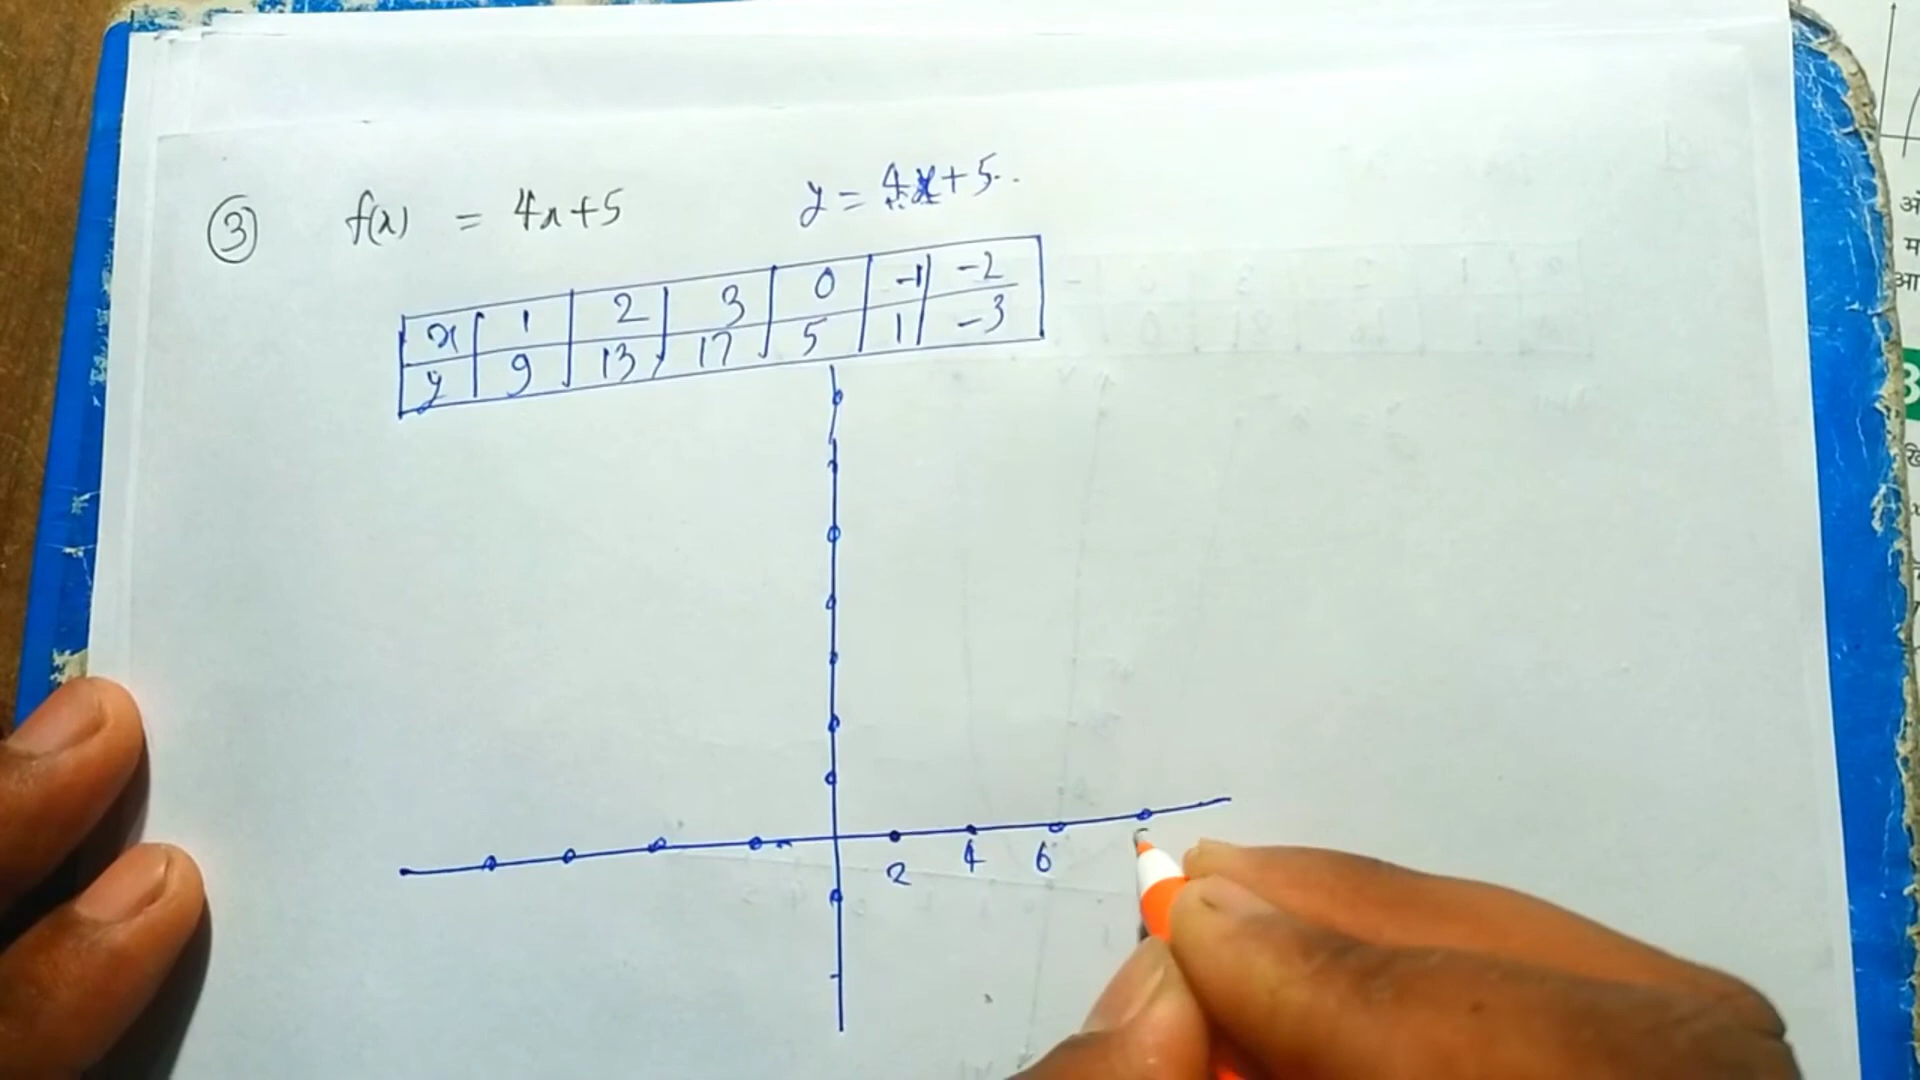 ③ f(x) = 4x+5 y = 4x+5..
x 1 2 3 0 -1 -2
y 9 13 17 5 1 -3
2 4 6
3